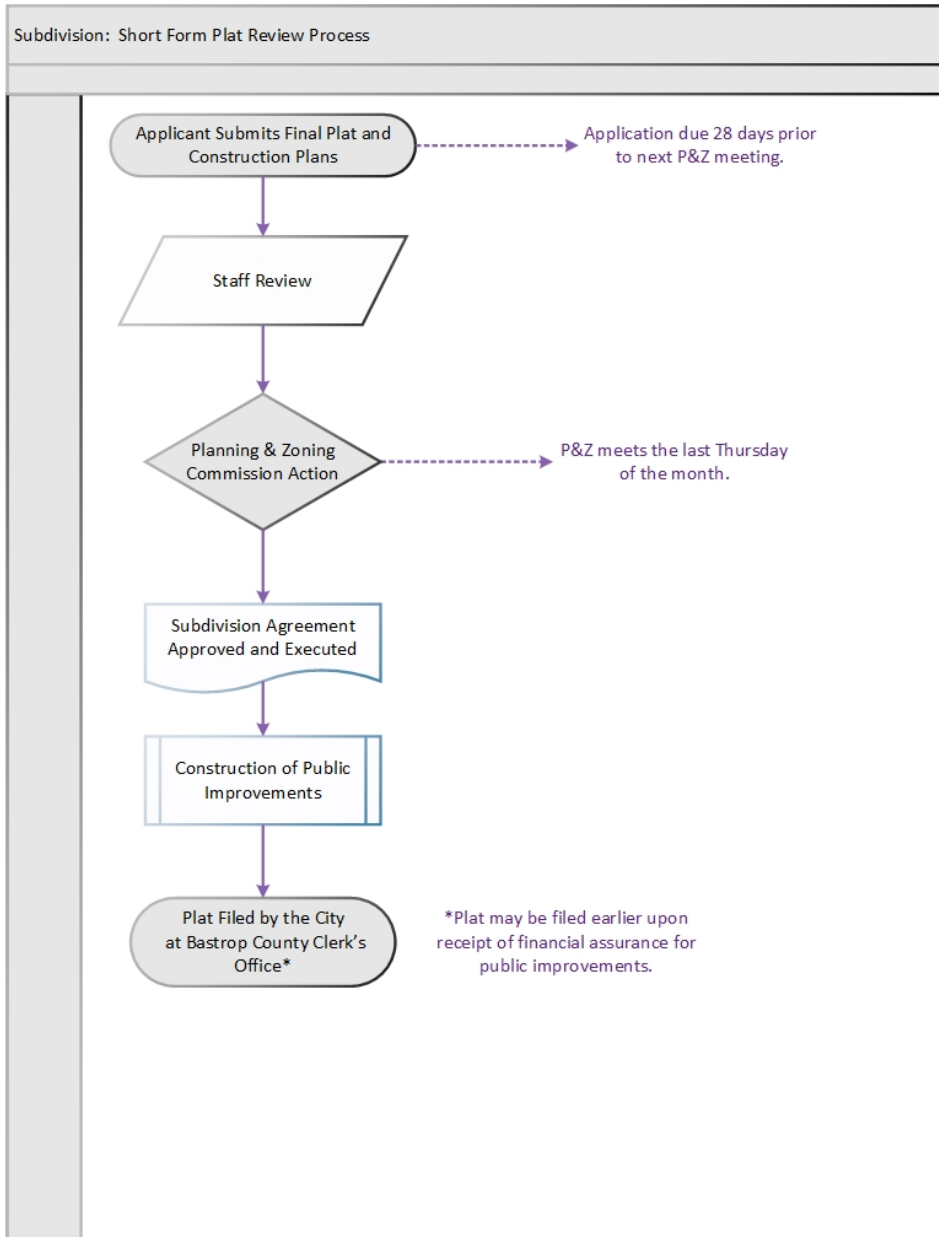 Subdivision: Short Form Plat Review Process
Applicant Submits Final Plat and
Construction Plans
Application due 28 days prior
to next P&Z meeting.
Staff Review
Planning & Zoning
Commission Action
P&Z meets the last Thursday
of the month.
Subdivision Agreement
Approved and Executed
Construction of Public
Improvements
Plat Filed by the City
at Bastrop County Clerk's
Office*
*Plat may be filed earlier upon
receipt of financial assurance for
public improvements.